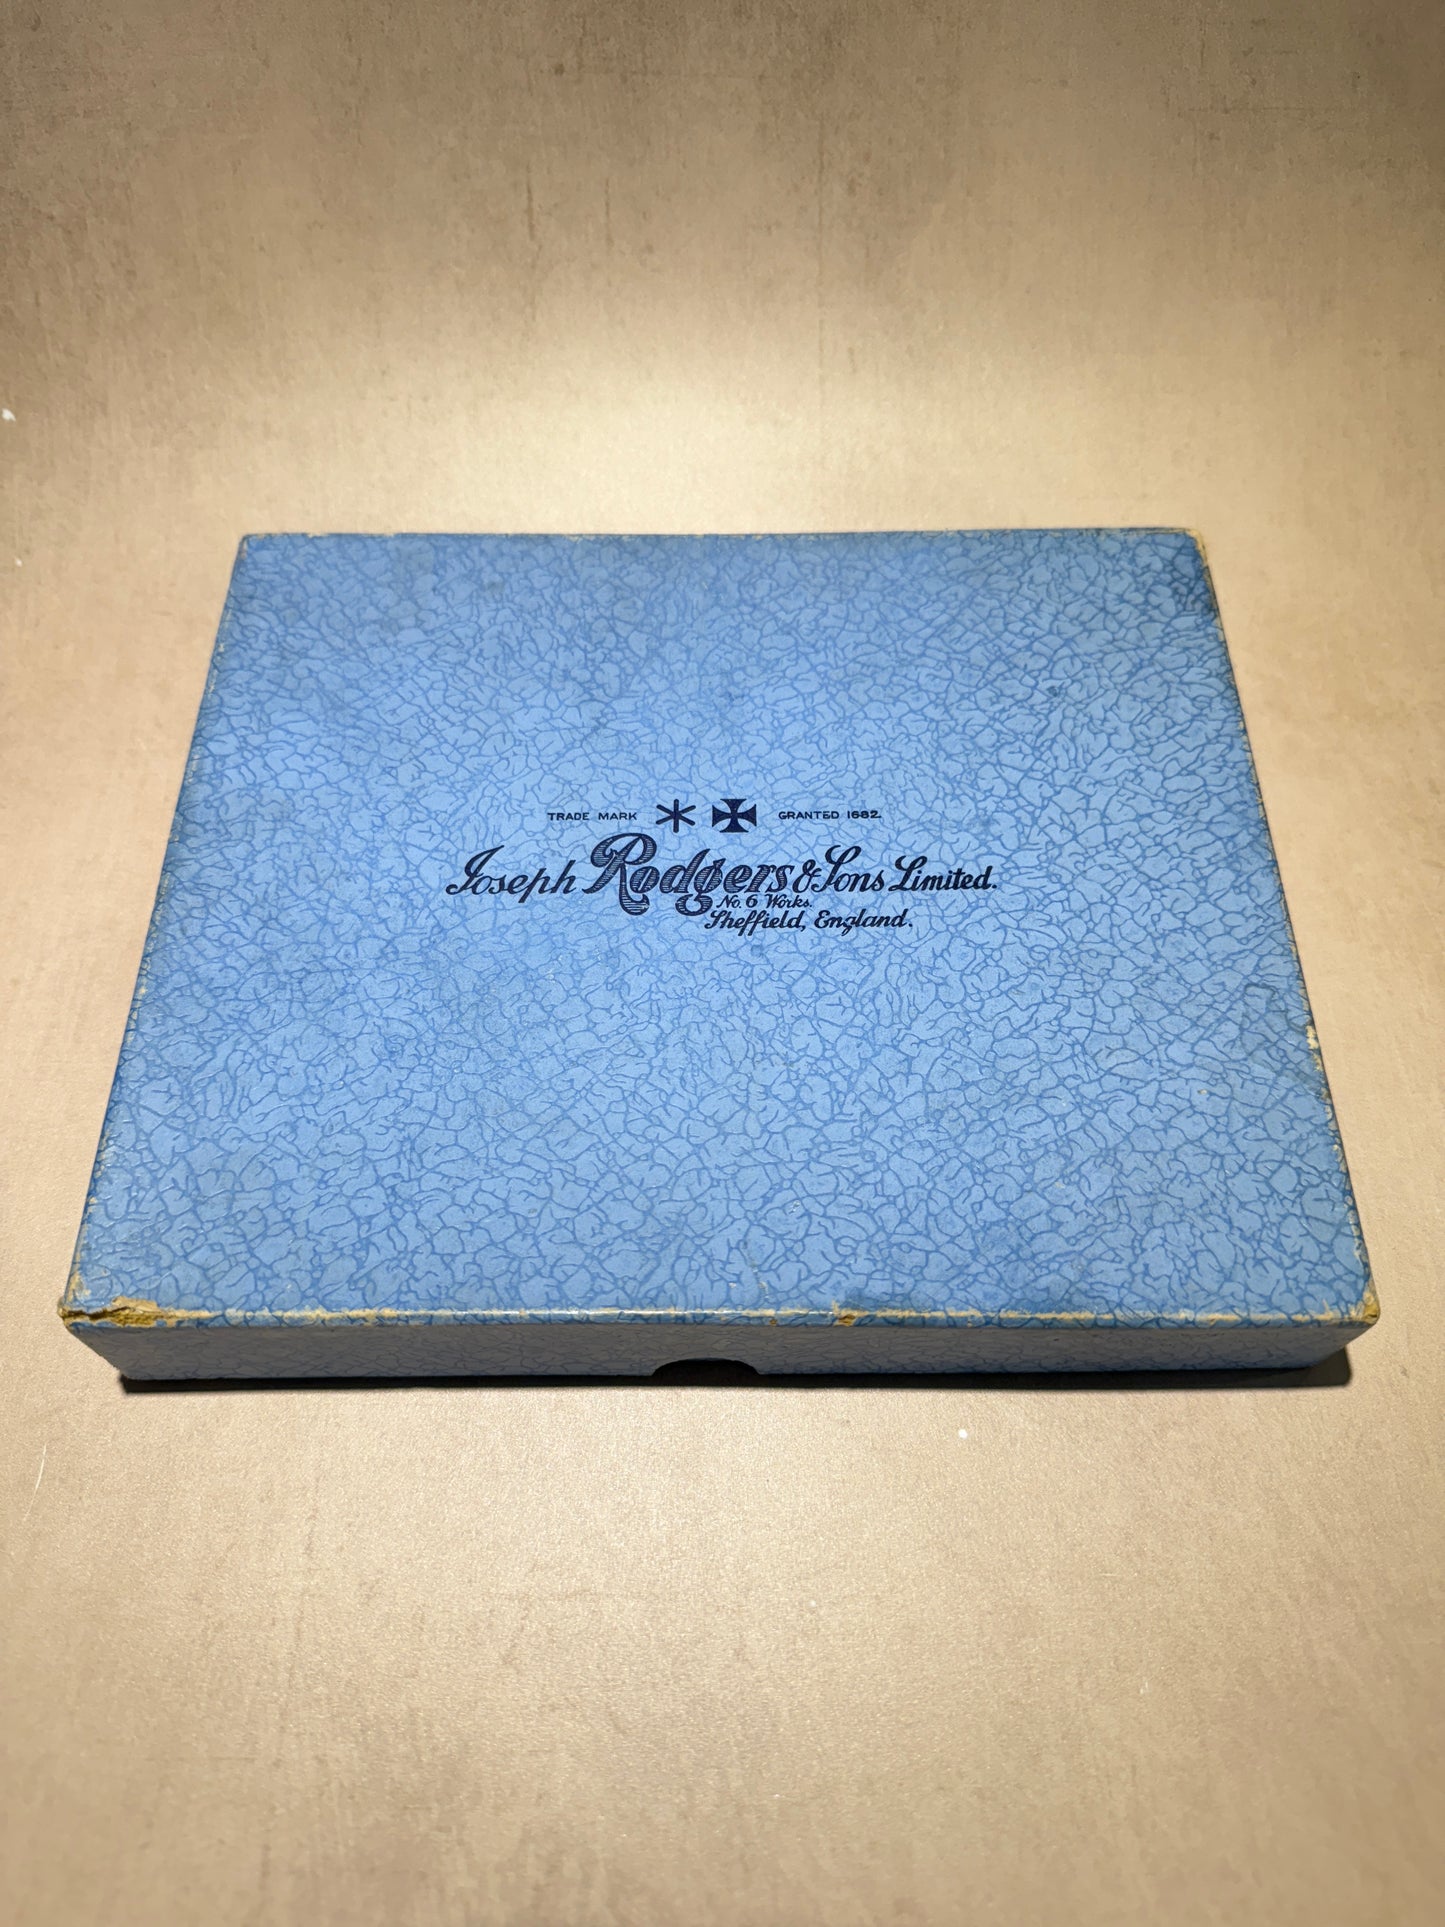 TRADE MARK GRANTED 1682.
Joseph Rodgers & Sons Limited.
No. 6 Works.
Sheffield, England.